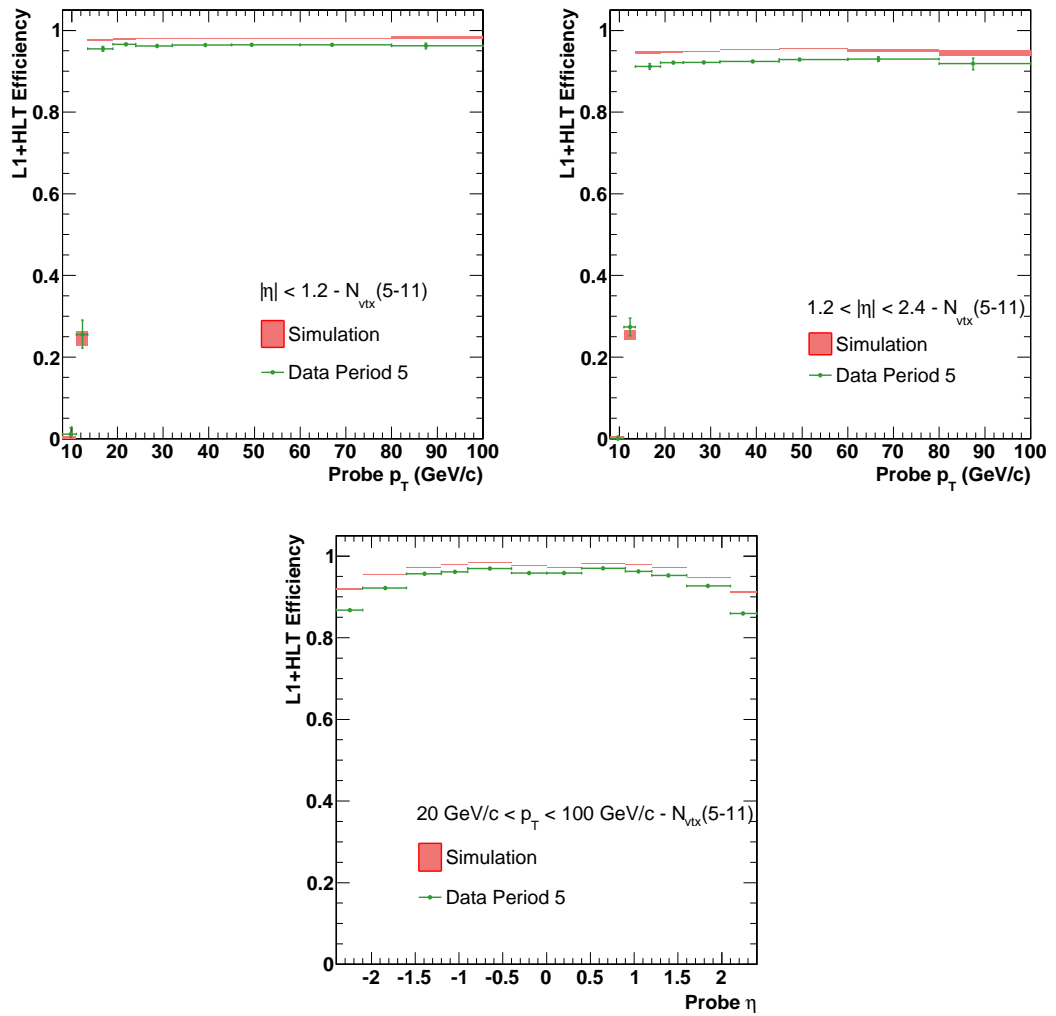 L1+HLT Efficiency
1
0.8
0.6
0.4
0.2
0
|η| < 1.2 - N_vtx(5-11)
Simulation
Data Period 5
10 20 30 40 50 60 70 80 90 100
Probe p_T (GeV/c)
L1+HLT Efficiency
1
0.8
0.6
0.4
0.2
0
1.2 < |η| < 2.4 - N_vtx(5-11)
Simulation
Data Period 5
10 20 30 40 50 60 70 80 90 100
Probe p_T (GeV/c)
L1+HLT Efficiency
1
0.8
0.6
0.4
0.2
0
20 GeV/c < p_T < 100 GeV/c - N_vtx(5-11)
Simulation
Data Period 5
-2 -1.5 -1 -0.5 0 0.5 1 1.5 2
Probe η